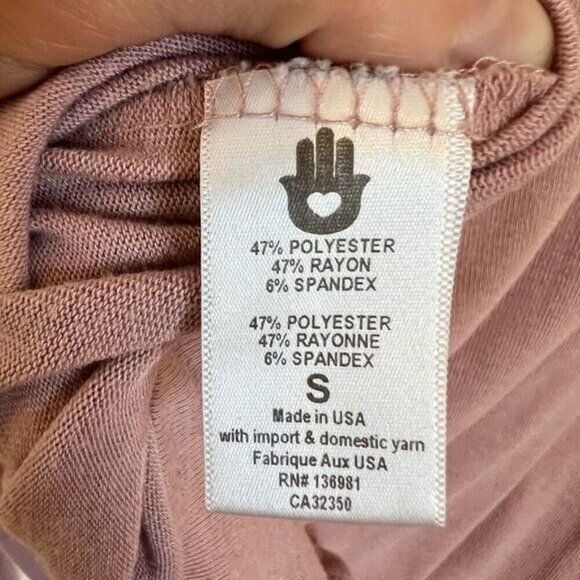 47% POLYESTER
47% RAYON
6% SPANDEX
47% POLYESTER
47% RAYONNE
6% SPANDEX
S
Made in USA
with import & domestic yarn
Fabrique Aux USA
RN# 136981
CA32350